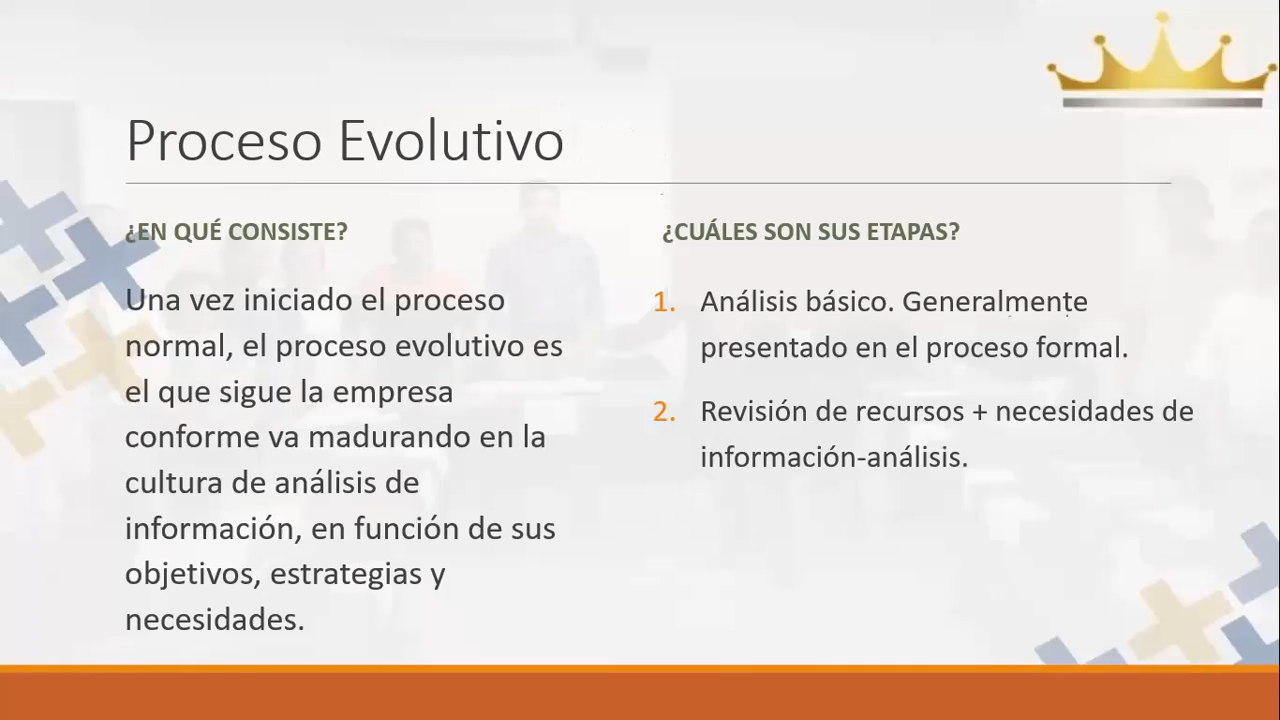 Proceso Evolutivo
¿EN QUÉ CONSISTE?
Una vez iniciado el proceso
normal, el proceso evolutivo es
el que sigue la empresa
conforme va madurando en la
cultura de análisis de
información, en función de sus
objetivos, estrategias y
necesidades.
¿CUÁLES SON SUS ETAPAS?
1. Análisis básico. Generalmente
presentado en el proceso formal.
2. Revisión de recursos + necesidades de
información-análisis.